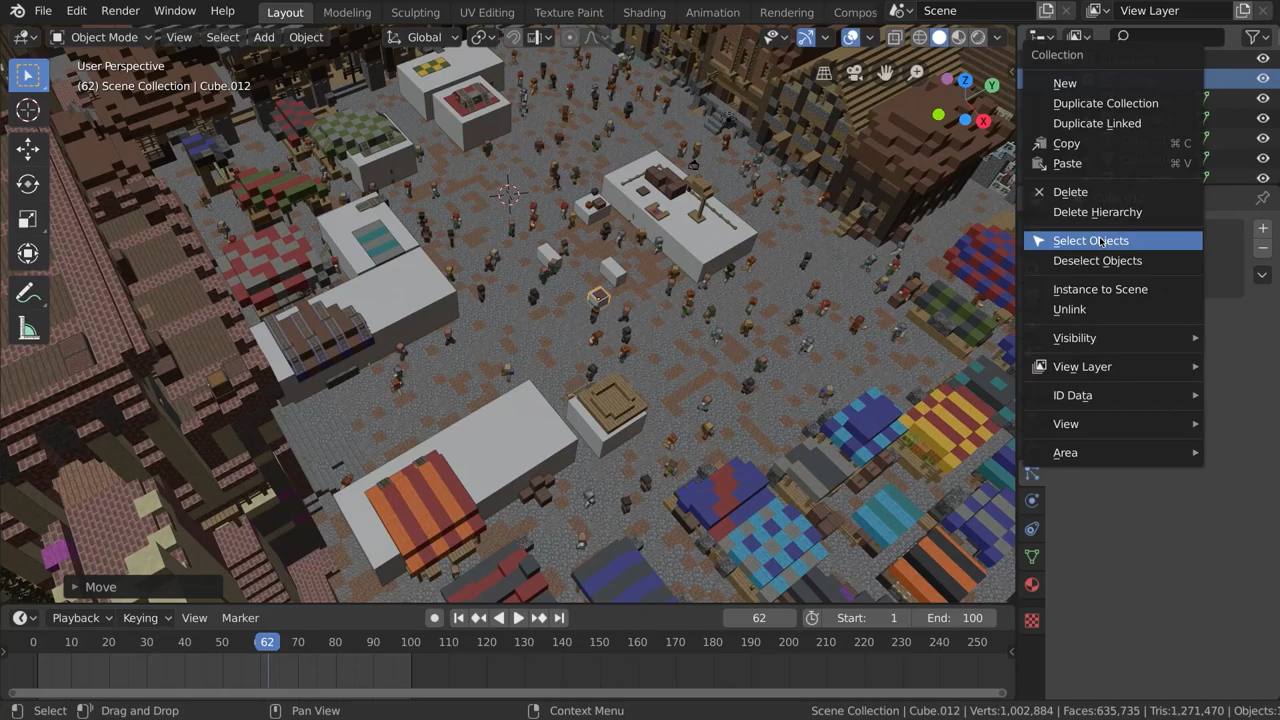 File Edit Render Window Help Layout Modeling Sculpting UV Editing Texture Paint Shading Animation Rendering Compos Scene View Layer
Object Mode View Select Add Object Global
User Perspective
(62) Scene Collection | Cube.012
Z
Y
X
Collection
New
Duplicate Collection
Duplicate Linked
Copy ⌘ C
Paste ⌘ V
Delete
Delete Hierarchy
Select Objects
Deselect Objects
Instance to Scene
Unlink
Visibility
View Layer
ID Data
View
Area
Move
Playback Keying View Marker 62 Start: 1 End: 100
0 10 20 30 40 50 62 70 80 90 100 110 120 130 140 150 160 170 180 190 200 210 220 230 240 250
Select Drag and Drop Pan View Context Menu Scene Collection | Cube.012 | Verts:1,002,884 | Faces:635,735 | Tris:1,271,470 | Objects: